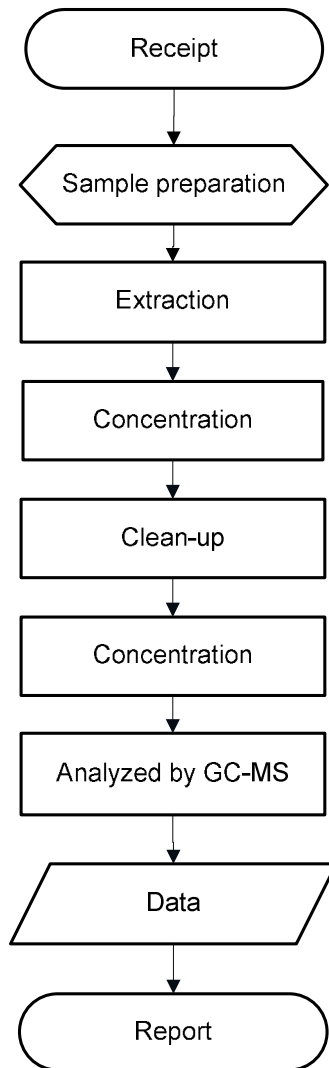 Receipt
Sample preparation
Extraction
Concentration
Clean-up
Concentration
Analyzed by GC-MS
Data
Report